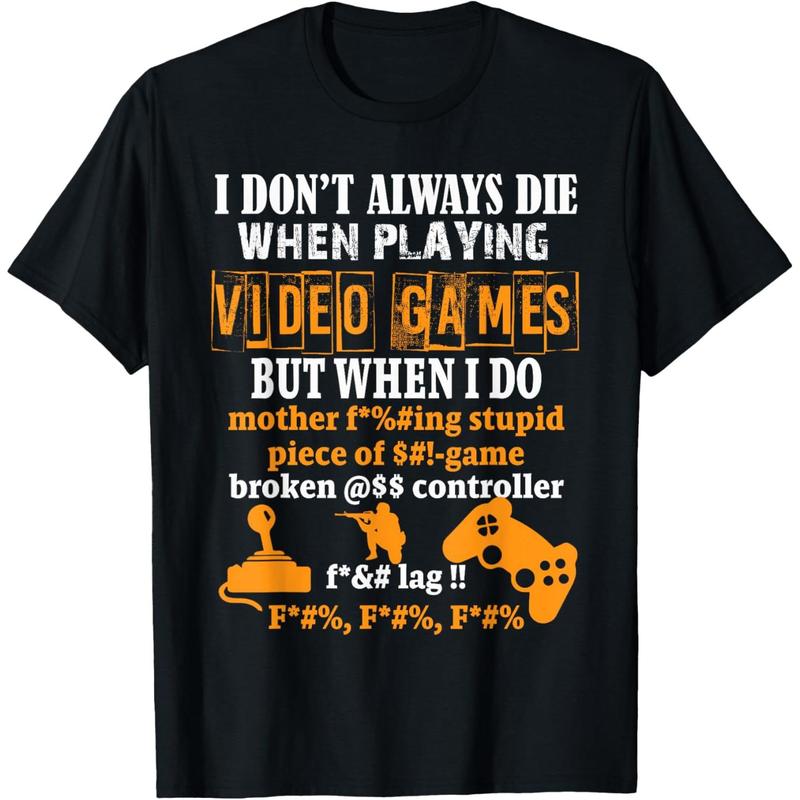 I DON'T ALWAYS DIE
WHEN PLAYING
VIDEO GAMES
BUT WHEN I DO
mother f*%#ing stupid
piece of $#!-game
broken @$$ controller
f*&# lag !!
F*#%, F*#%, F*#%